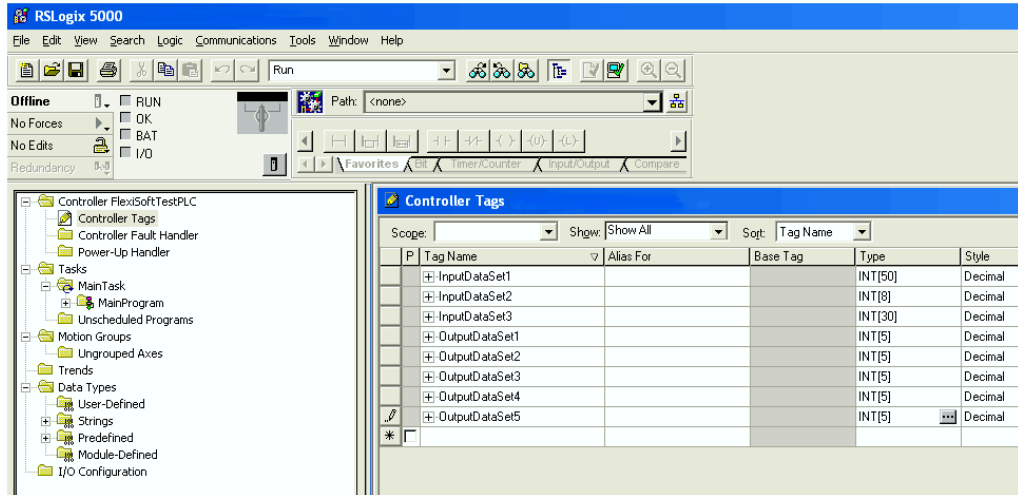 RSLogix 5000
File Edit View Search Logic Communications Tools Window Help
Run
Offline
RUN
Path: <none>
No Forces
OK
BAT
No Edits
I/O
Redundancy
Favorites Bit Timer/Counter Input/Output Compare
Controller FlexiSoftTestPLC
Controller Tags
Controller Fault Handler
Power-Up Handler
Tasks
MainTask
MainProgram
Unscheduled Programs
Motion Groups
Ungrouped Axes
Trends
Data Types
User-Defined
Strings
Predefined
Module-Defined
I/O Configuration
Controller Tags
Scope: Show: Show All Sort: Tag Name
P Tag Name Alias For Base Tag Type Style
InputDataSet1 INT[50] Decimal
InputDataSet2 INT[8] Decimal
InputDataSet3 INT[30] Decimal
OutputDataSet1 INT[5] Decimal
OutputDataSet2 INT[5] Decimal
OutputDataSet3 INT[5] Decimal
OutputDataSet4 INT[5] Decimal
OutputDataSet5 INT[5] ... Decimal